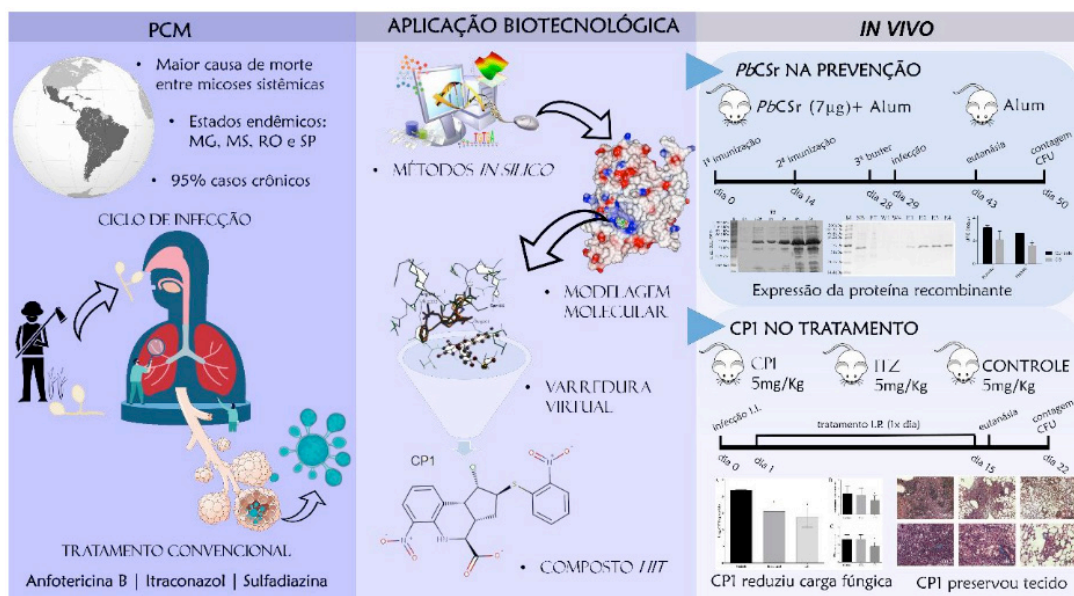 PCM
Maior causa de morte
entre micoses sistêmicas
Estados endêmicos:
MG, MS, RO e SP
95% casos crônicos
CICLO DE INFECÇÃO
TRATAMENTO CONVENCIONAL
Anfotericina B | Itraconazol | Sulfadiazina
APLICAÇÃO BIOTECNOLÓGICA
MÉTODOS IN SILICO
MODELAGEM
MOLECULAR
VARREDURA
VIRTUAL
CP1
COMPOSTO HIT
IN VIVO
PbCSr NA PREVENÇÃO
PbCSr (7µg)+ Alum
Alum
1ª imunização
2ª imunização
3º buster
infecção
eutanásia
contagem
CFU
dia 0
dia 14
dia 28
dia 29
dia 43
dia 50
Expressão da proteína recombinante
CP1 NO TRATAMENTO
CP1
5mg/Kg
ITZ
5mg/Kg
CONTROLE
5mg/Kg
infecção I.I.
tratamento I.P. (1x dia)
eutanásia
contagem
CFU
dia 0
dia 1
dia 15
dia 22
CP1 reduziu carga fúngica
CP1 preservou tecido